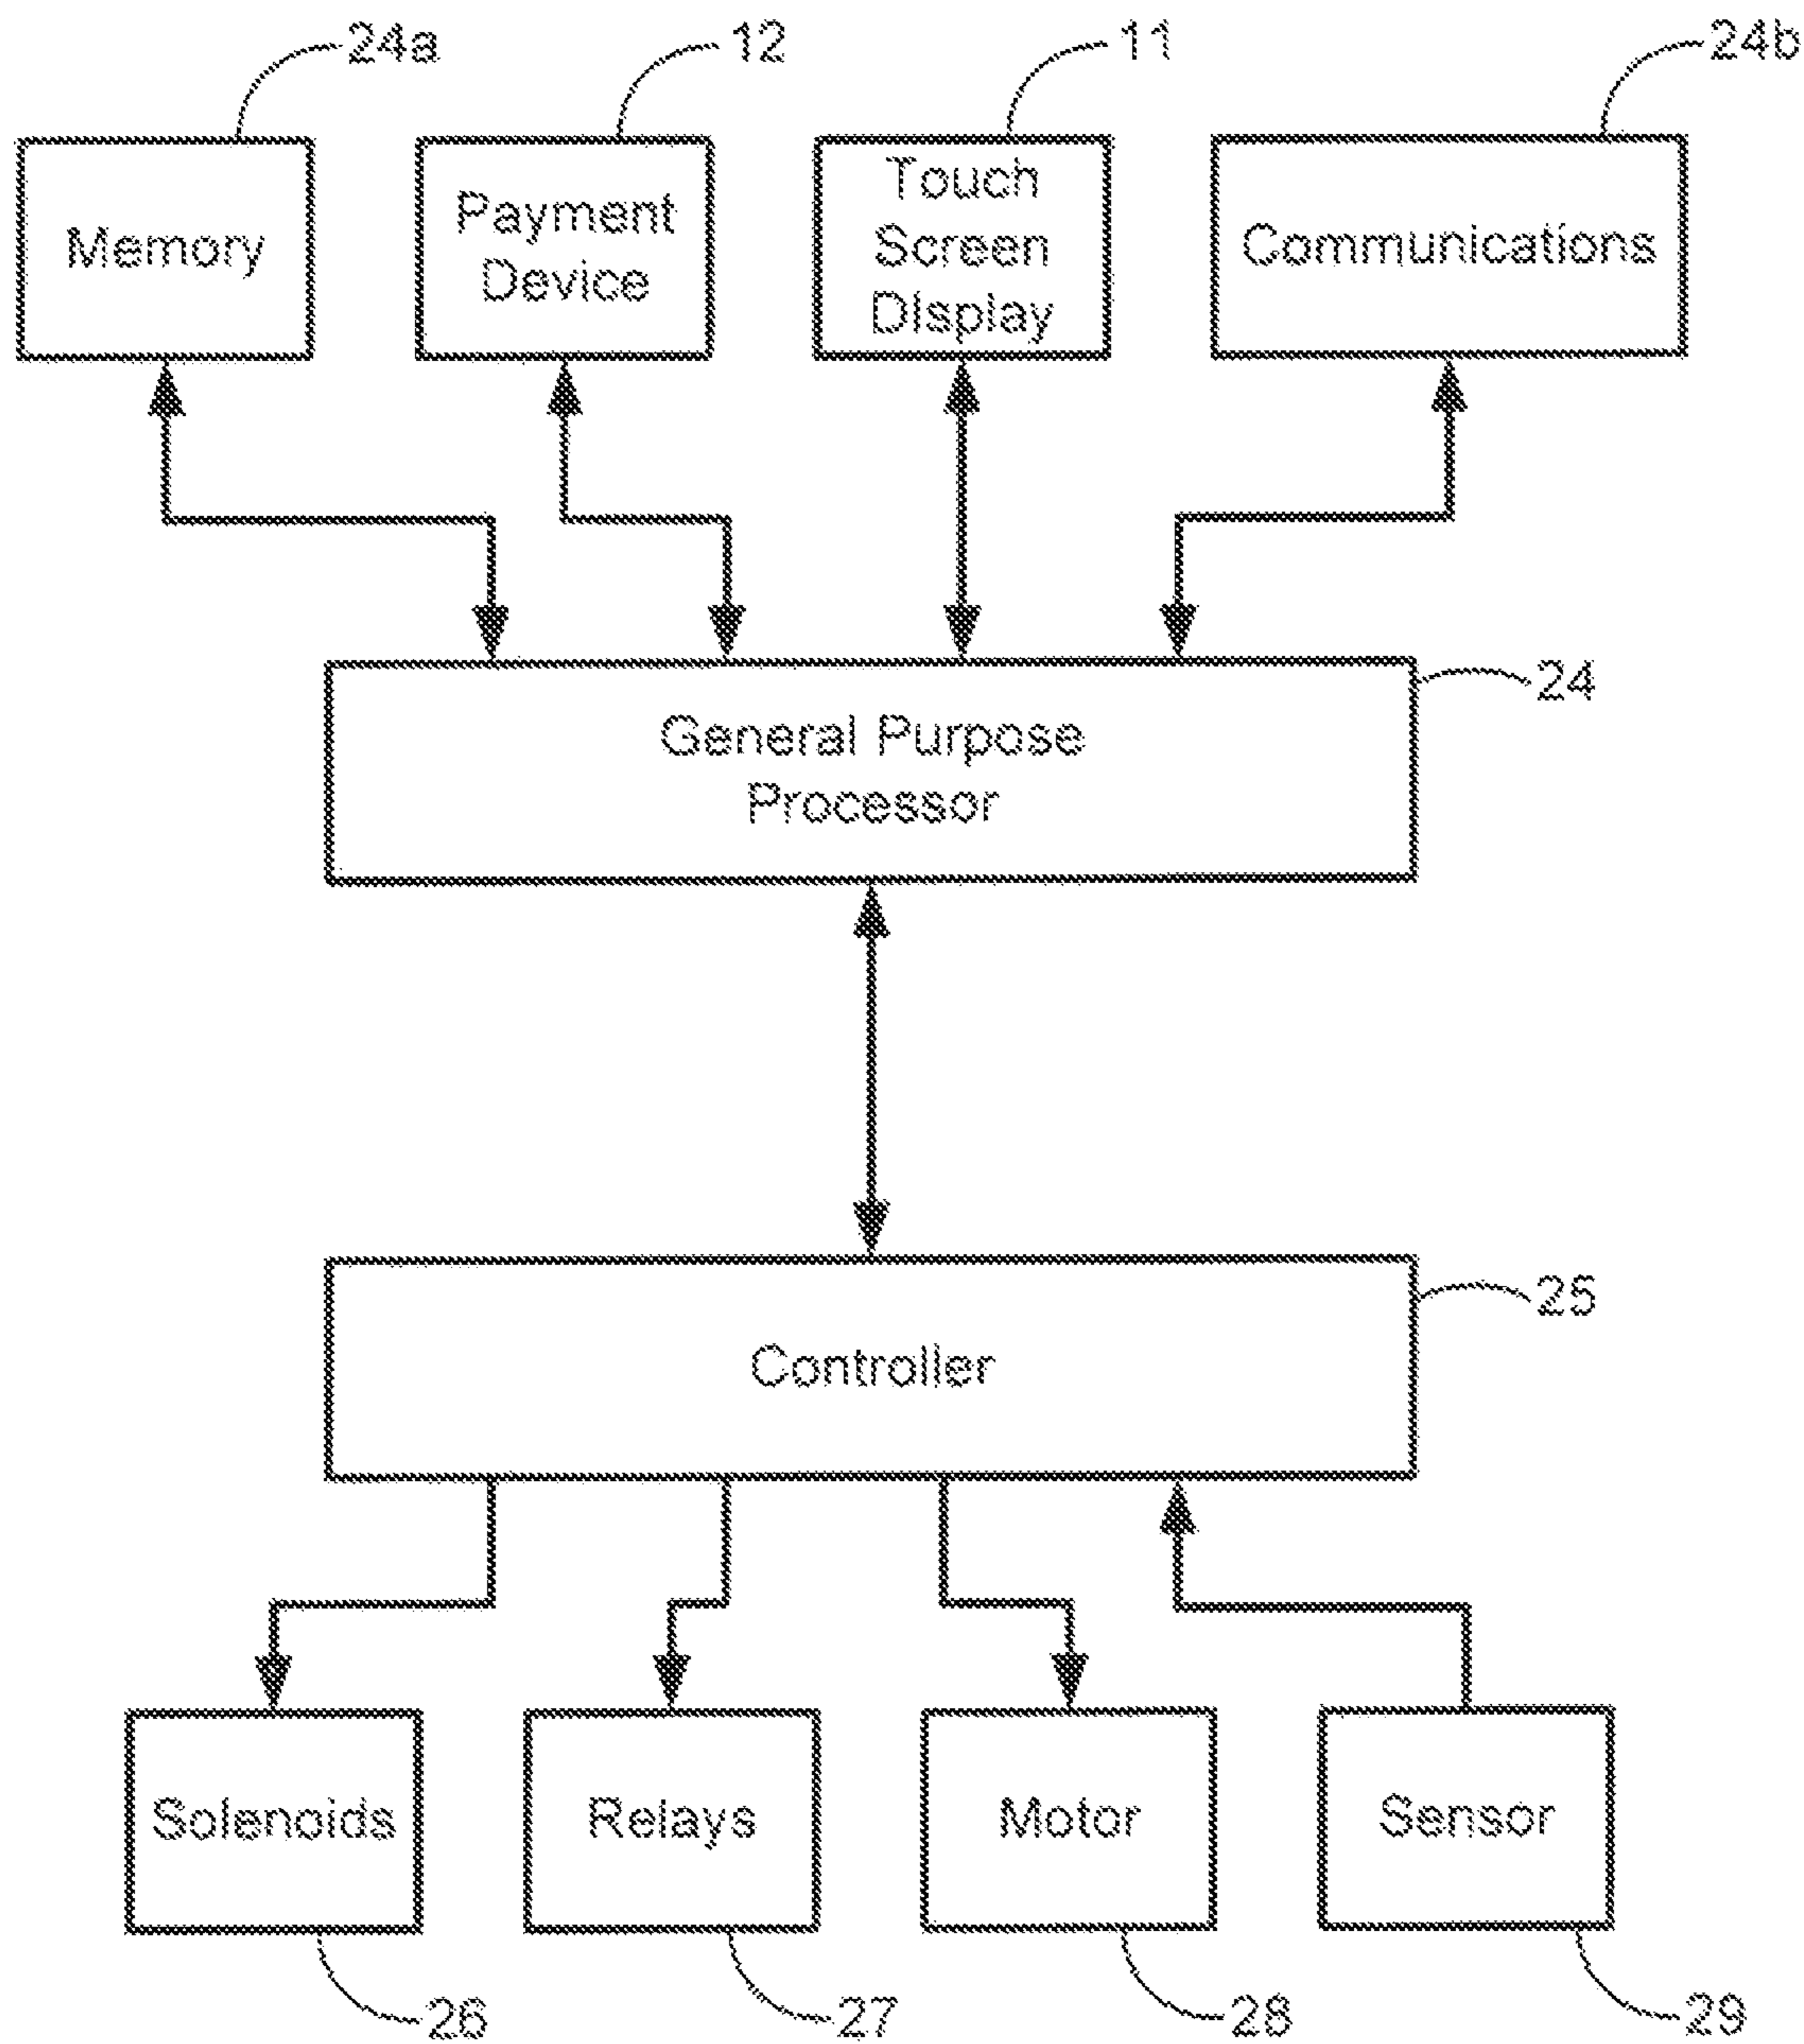 24a
12
11
24b
Memory
Payment
Device
Touch
Screen
Display
Communications
24
General Purpose
Processor
25
Controller
Solenoids
Relays
Motor
Sensor
26
27
28
29